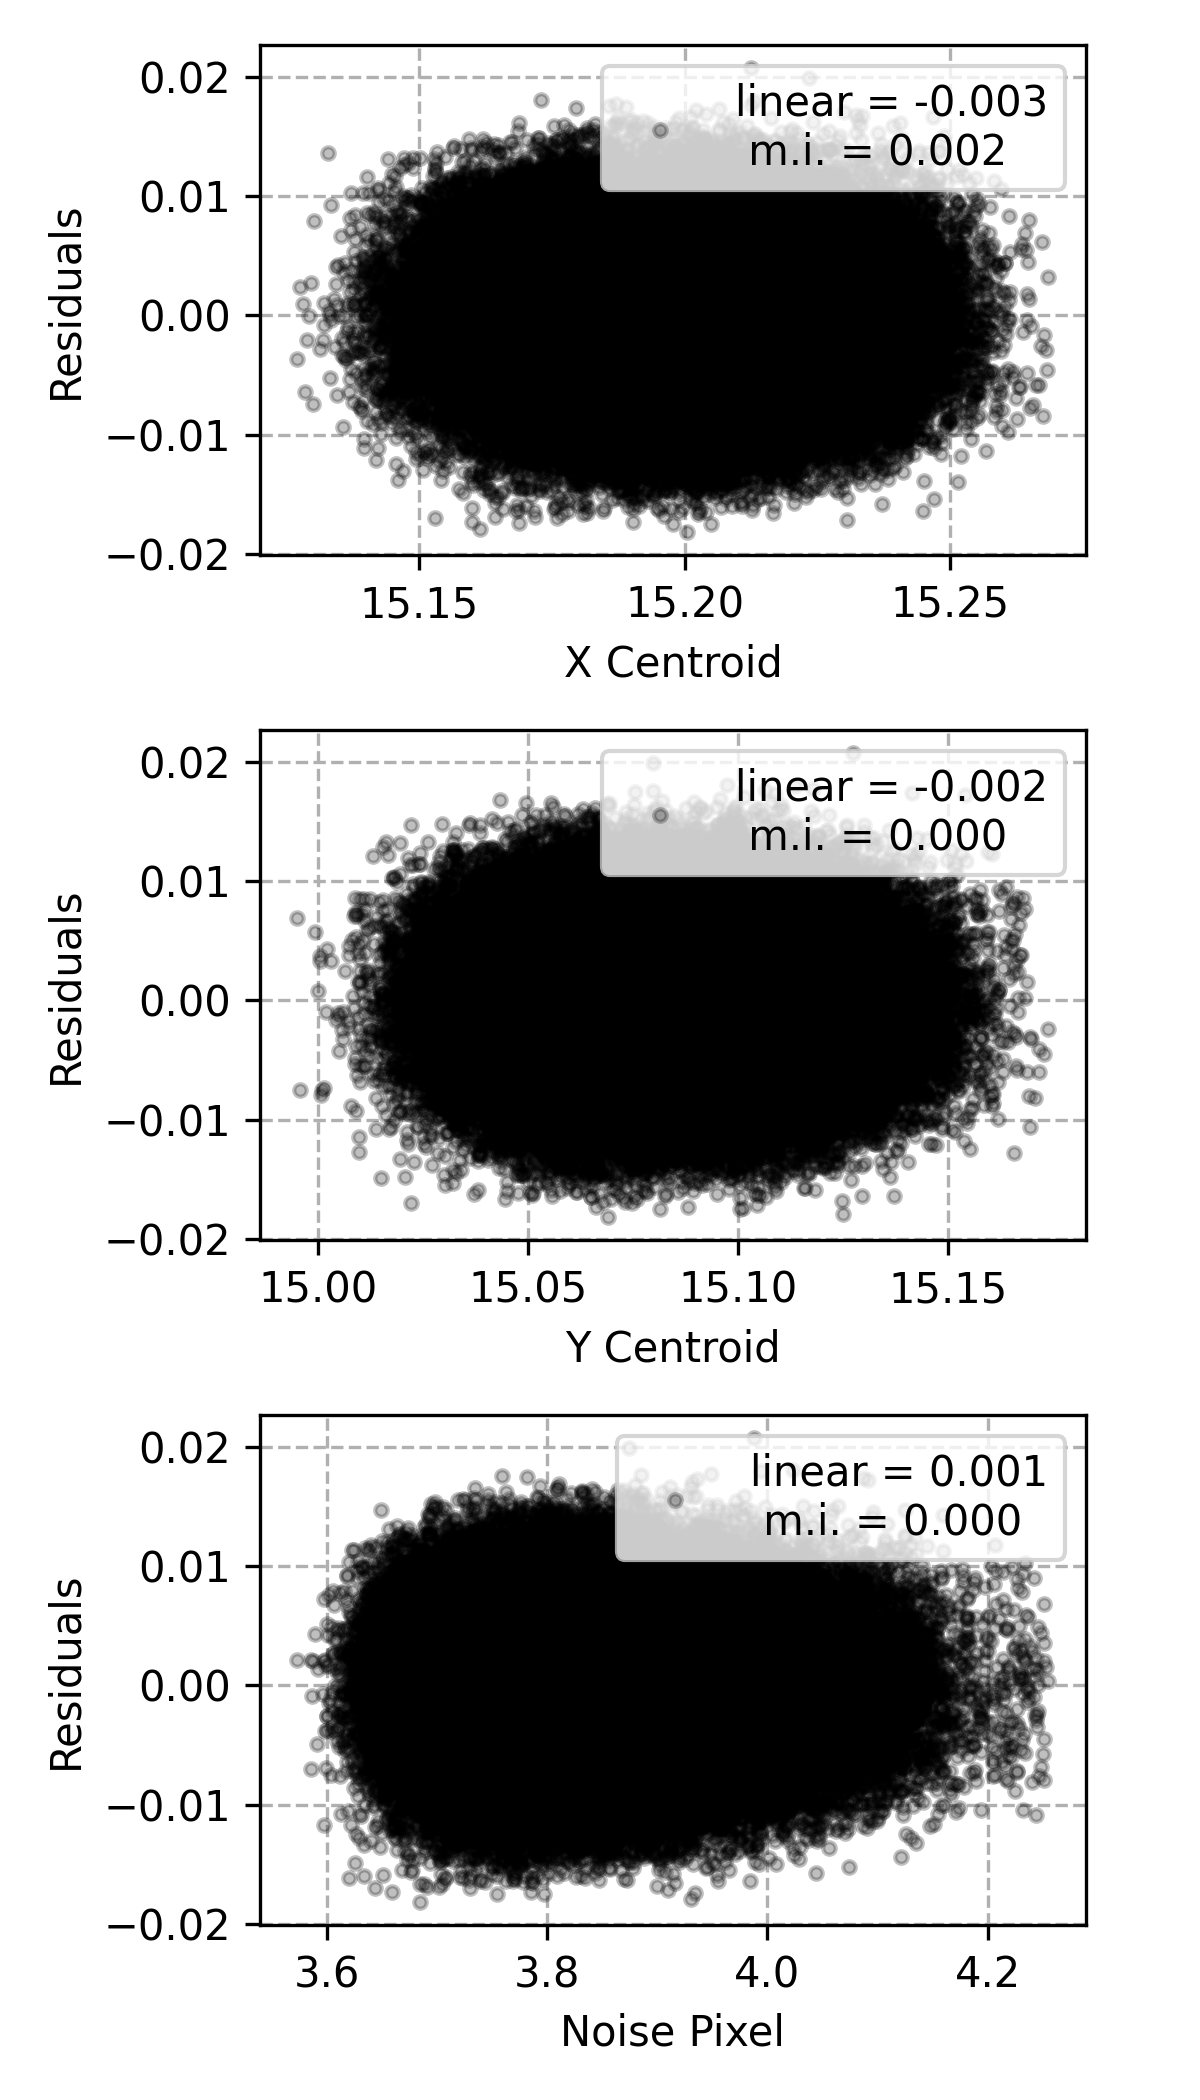 0.02
linear = -0.003
m.i. = 0.002
0.01
Residuals
0.00
−0.01
−0.02
15.15 15.20 15.25
X Centroid
0.02
linear = -0.002
m.i. = 0.000
0.01
Residuals
0.00
−0.01
−0.02
15.00 15.05 15.10 15.15
Y Centroid
0.02
linear = 0.001
m.i. = 0.000
0.01
Residuals
0.00
−0.01
−0.02
3.6 3.8 4.0 4.2
Noise Pixel